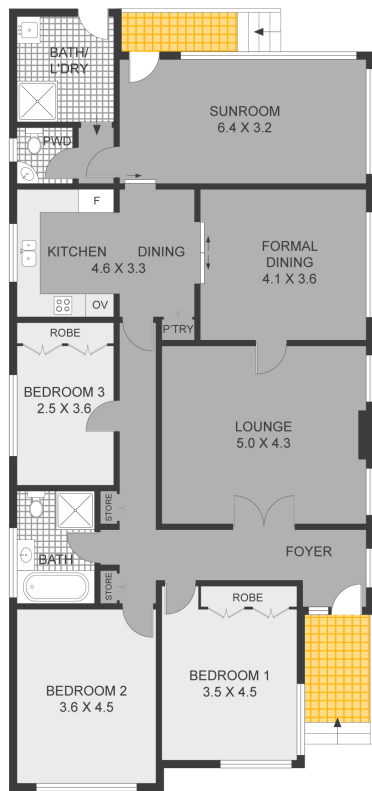 BATH/
L'DRY
SUNROOM
6.4 X 3.2
PWD
F
KITCHEN DINING
4.6 X 3.3
FORMAL
DINING
4.1 X 3.6
OV
P'TRY
ROBE
BEDROOM 3
2.5 X 3.6
LOUNGE
5.0 X 4.3
STORE
BATH
FOYER
STORE
ROBE
BEDROOM 1
3.5 X 4.5
BEDROOM 2
3.6 X 4.5